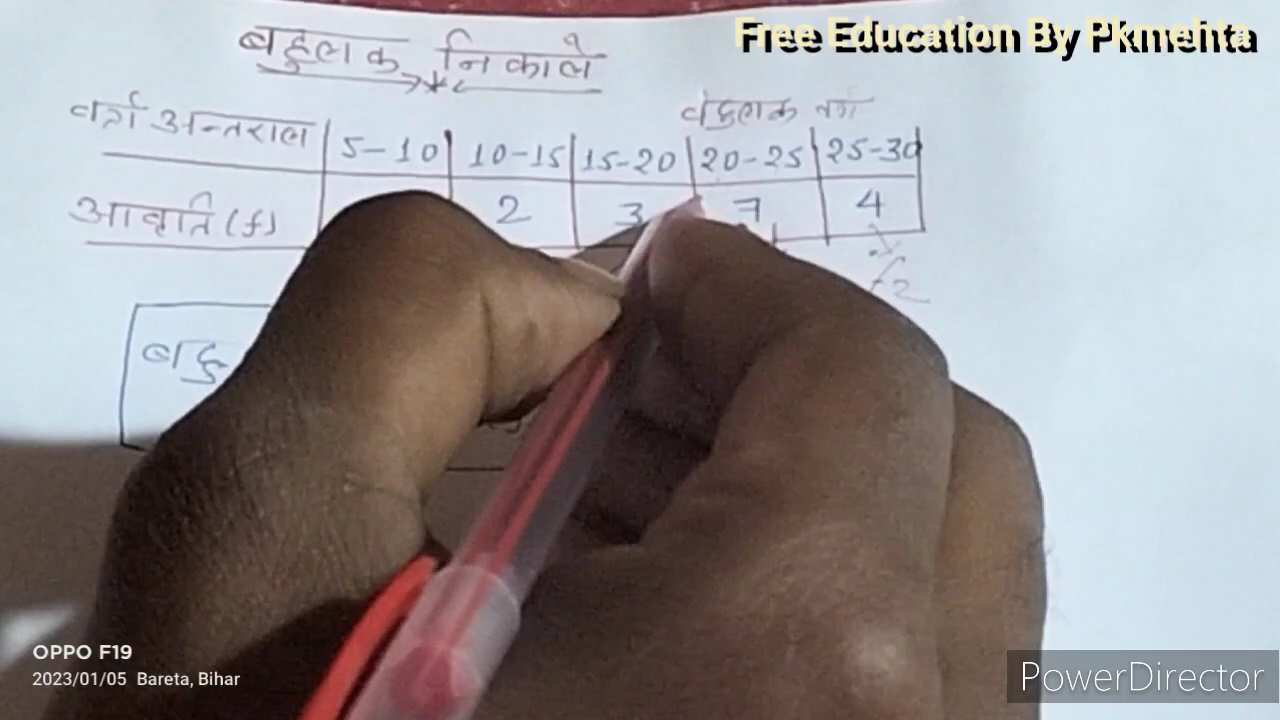 Free Education By Pkmehta
बहुलक निकाले
बहुलक वर्ग
वर्ग अन्तराल 5-10 10-15 15-20 20-25 25-30
आवृति (f) 2 3 7 4
f2
बहु
OPPO F19
2023/01/05 Bareta, Bihar
PowerDirector